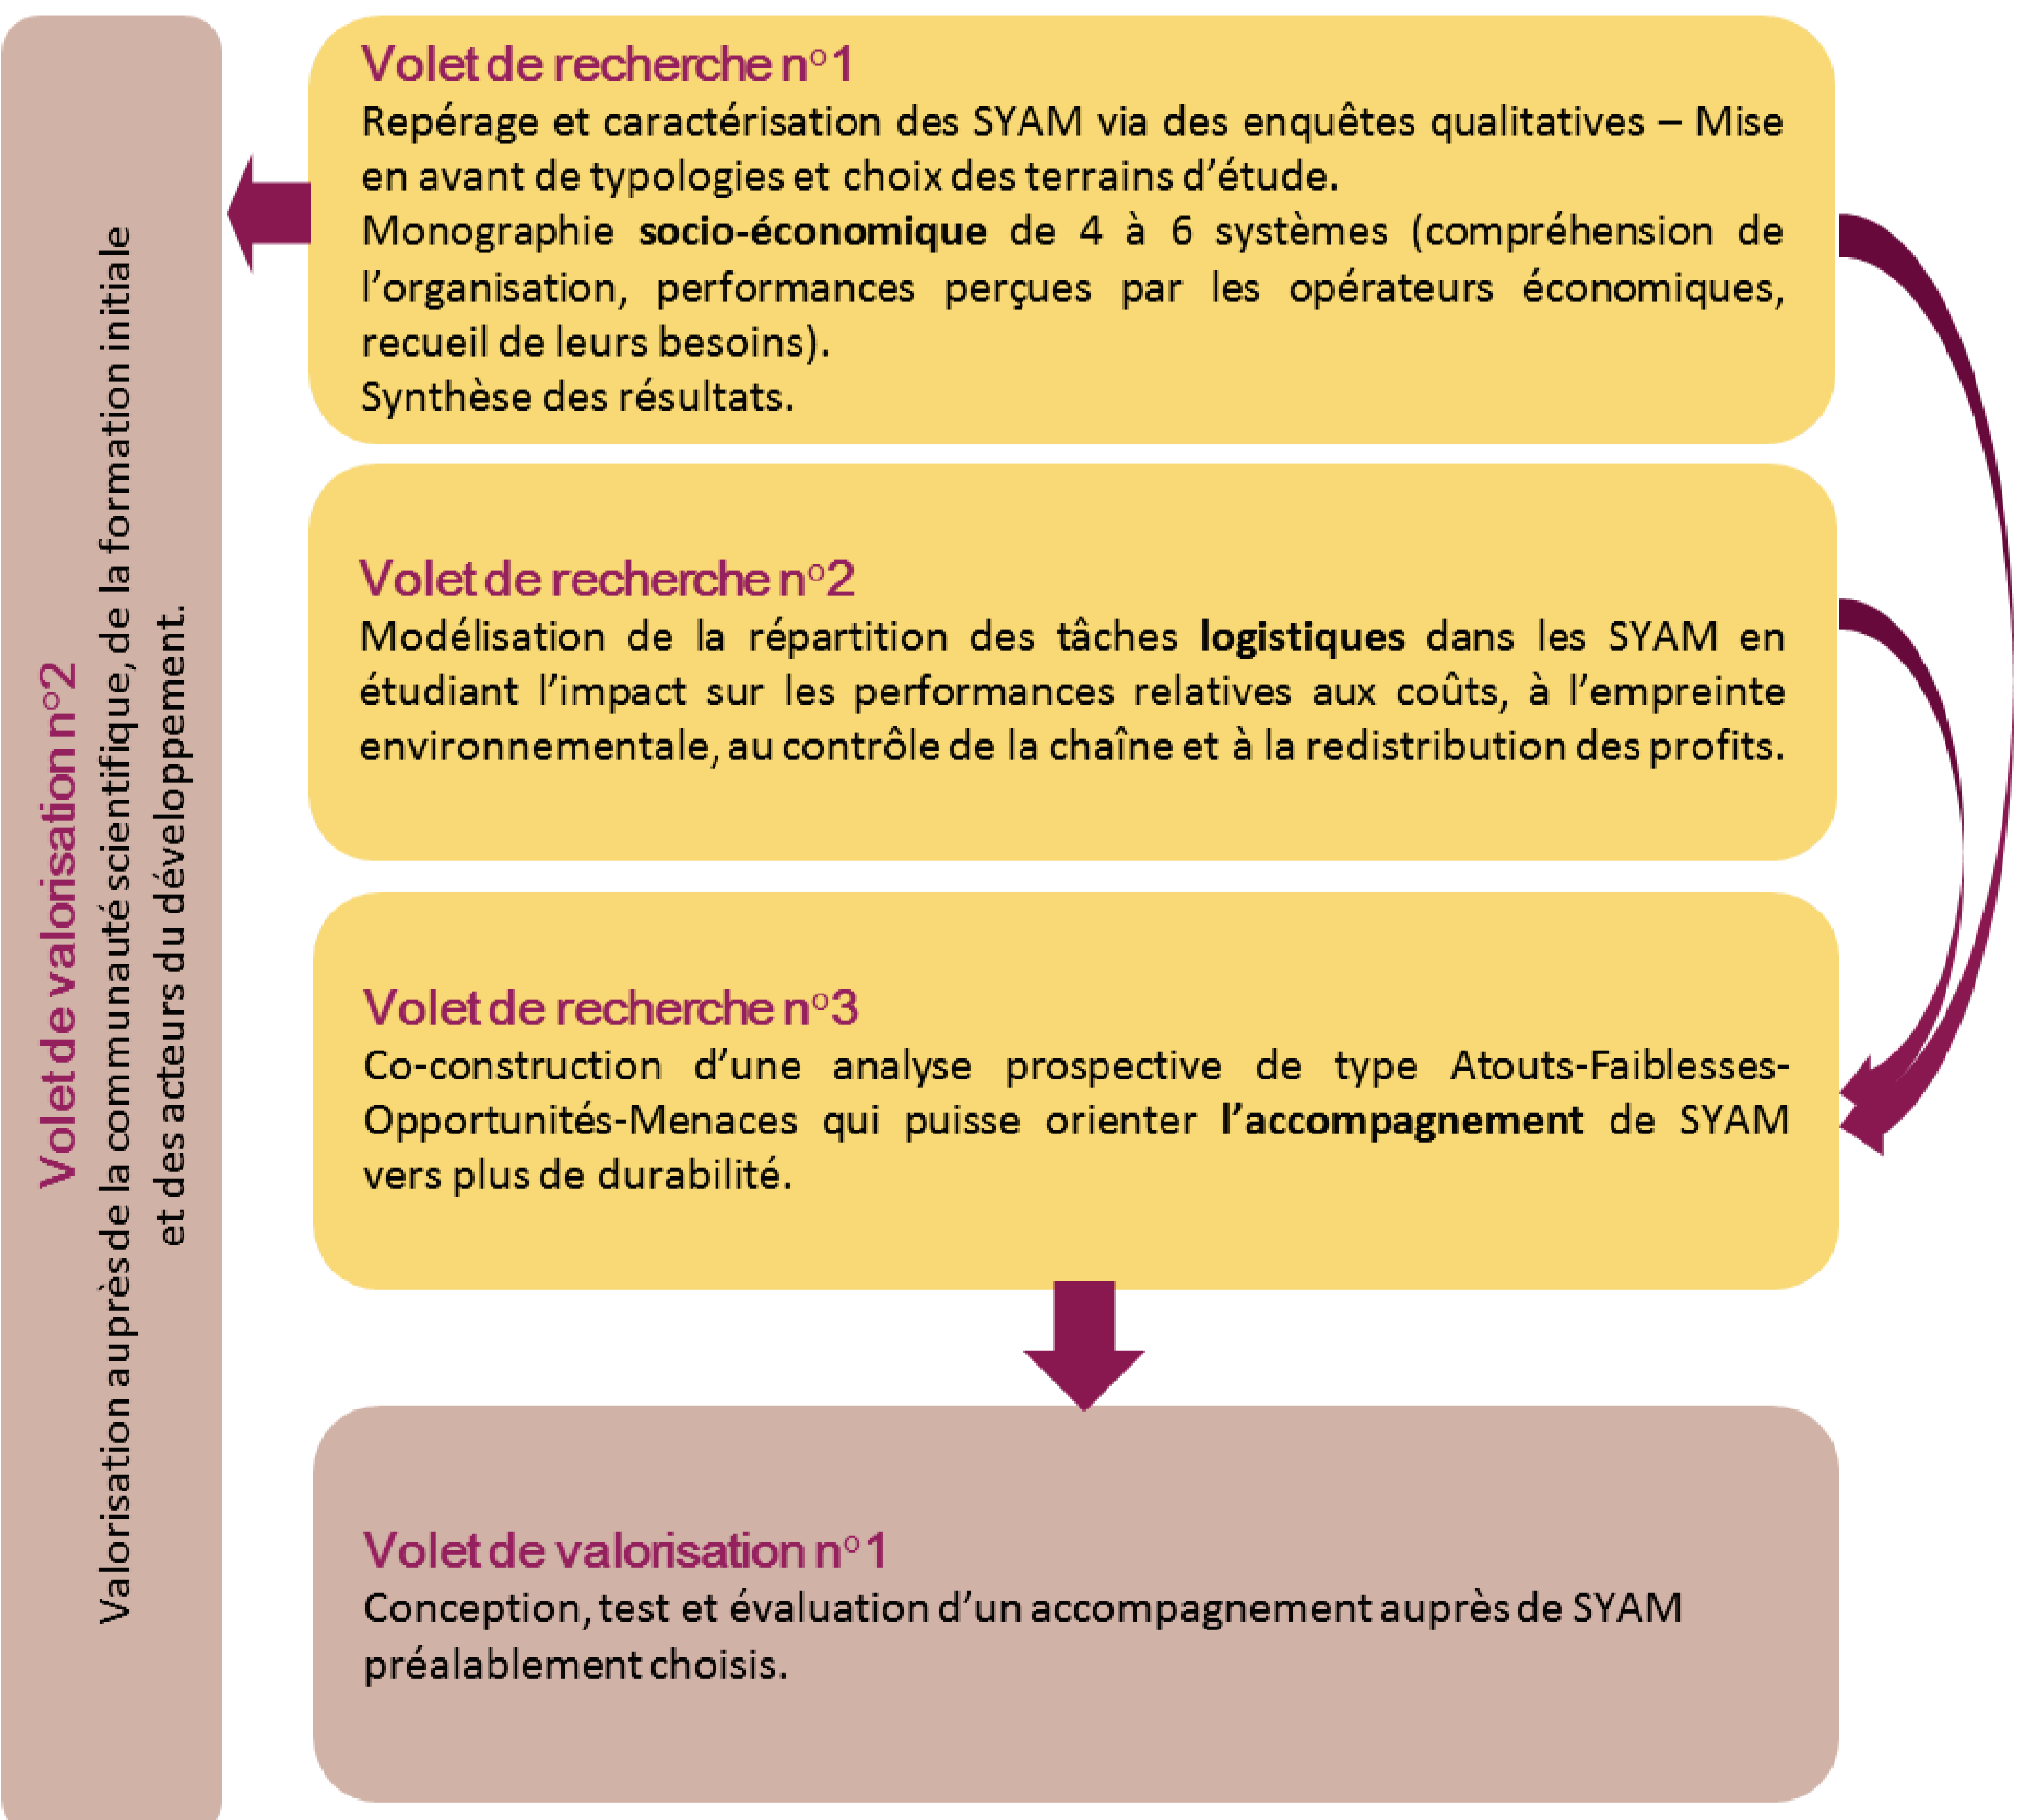 Volet de valorisation n°2
Valorisation auprès de la communauté scientifique, de la formation initiale
et des acteurs du développement.
Volet de recherche n°1
Repérage et caractérisation des SYAM via des enquêtes qualitatives – Mise
en avant de typologies et choix des terrains d’étude.
Monographie socio-économique de 4 à 6 systèmes (compréhension de
l’organisation, performances perçues par les opérateurs économiques,
recueil de leurs besoins).
Synthèse des résultats.
Volet de recherche n°2
Modélisation de la répartition des tâches logistiques dans les SYAM en
étudiant l’impact sur les performances relatives aux coûts, à l’empreinte
environnementale, au contrôle de la chaîne et à la redistribution des profits.
Volet de recherche n°3
Co-construction d’une analyse prospective de type Atouts-Faiblesses-
Opportunités-Menaces qui puisse orienter l’accompagnement de SYAM
vers plus de durabilité.
Volet de valorisation n°1
Conception, test et évaluation d’un accompagnement auprès de SYAM
préalablement choisis.